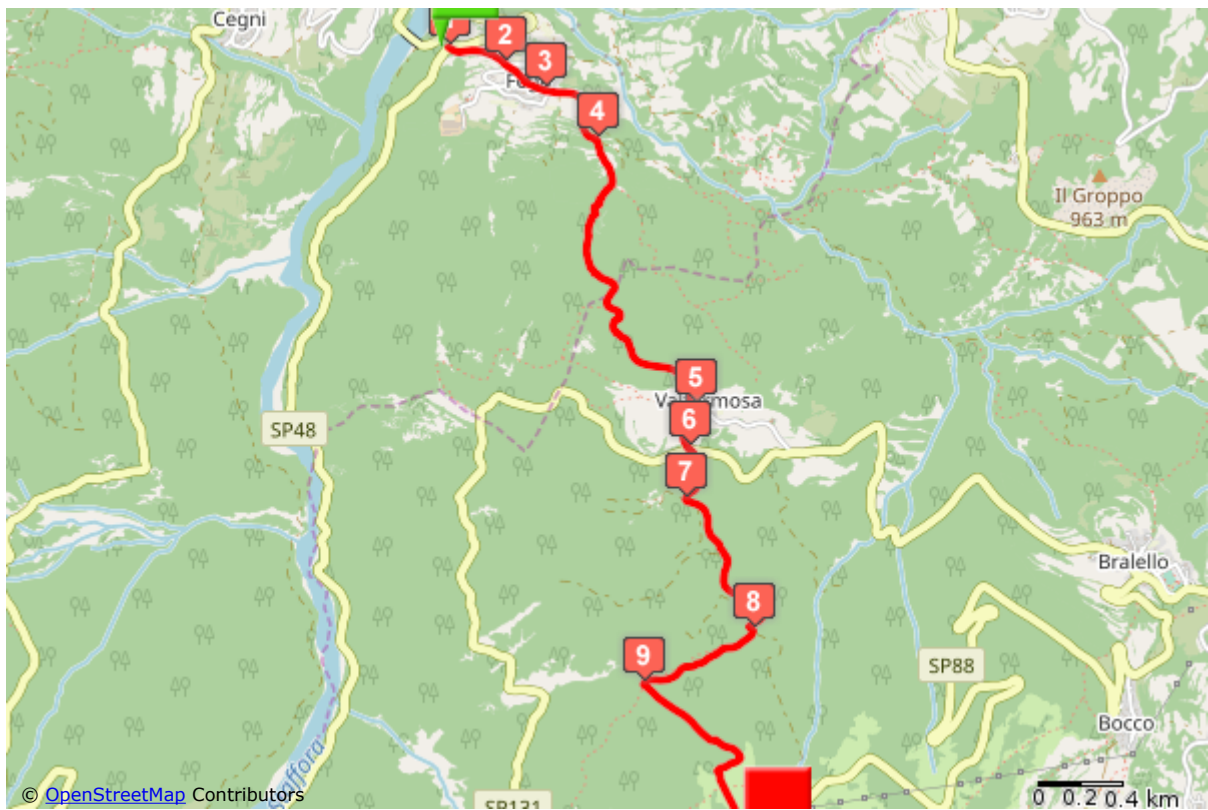 Cegni
2
3
4
Il Groppo
963 m
5
6
SP48
7
Bralello
8
9
SP88
Bocco
© OpenStreetMap Contributors
SP131
0 0.2 0.4 km